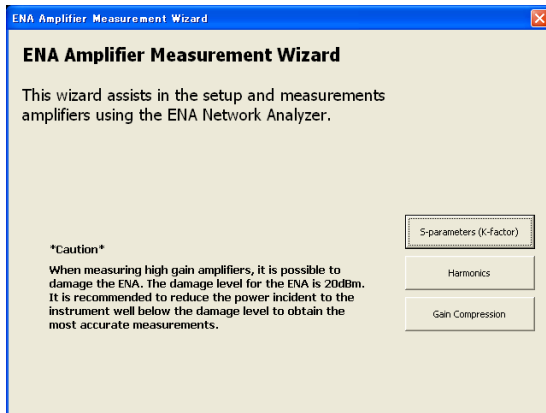 ENA Amplifier Measurement Wizard
ENA Amplifier Measurement Wizard
This wizard assists in the setup and measurements
amplifiers using the ENA Network Analyzer.
S-parameters (K-factor)
*Caution*
When measuring high gain amplifiers, it is possible to
damage the ENA. The damage level for the ENA is 20dBm.
It is recommended to reduce the power incident to the
instrument well below the damage level to obtain the
most accurate measurements.
Harmonics
Gain Compression